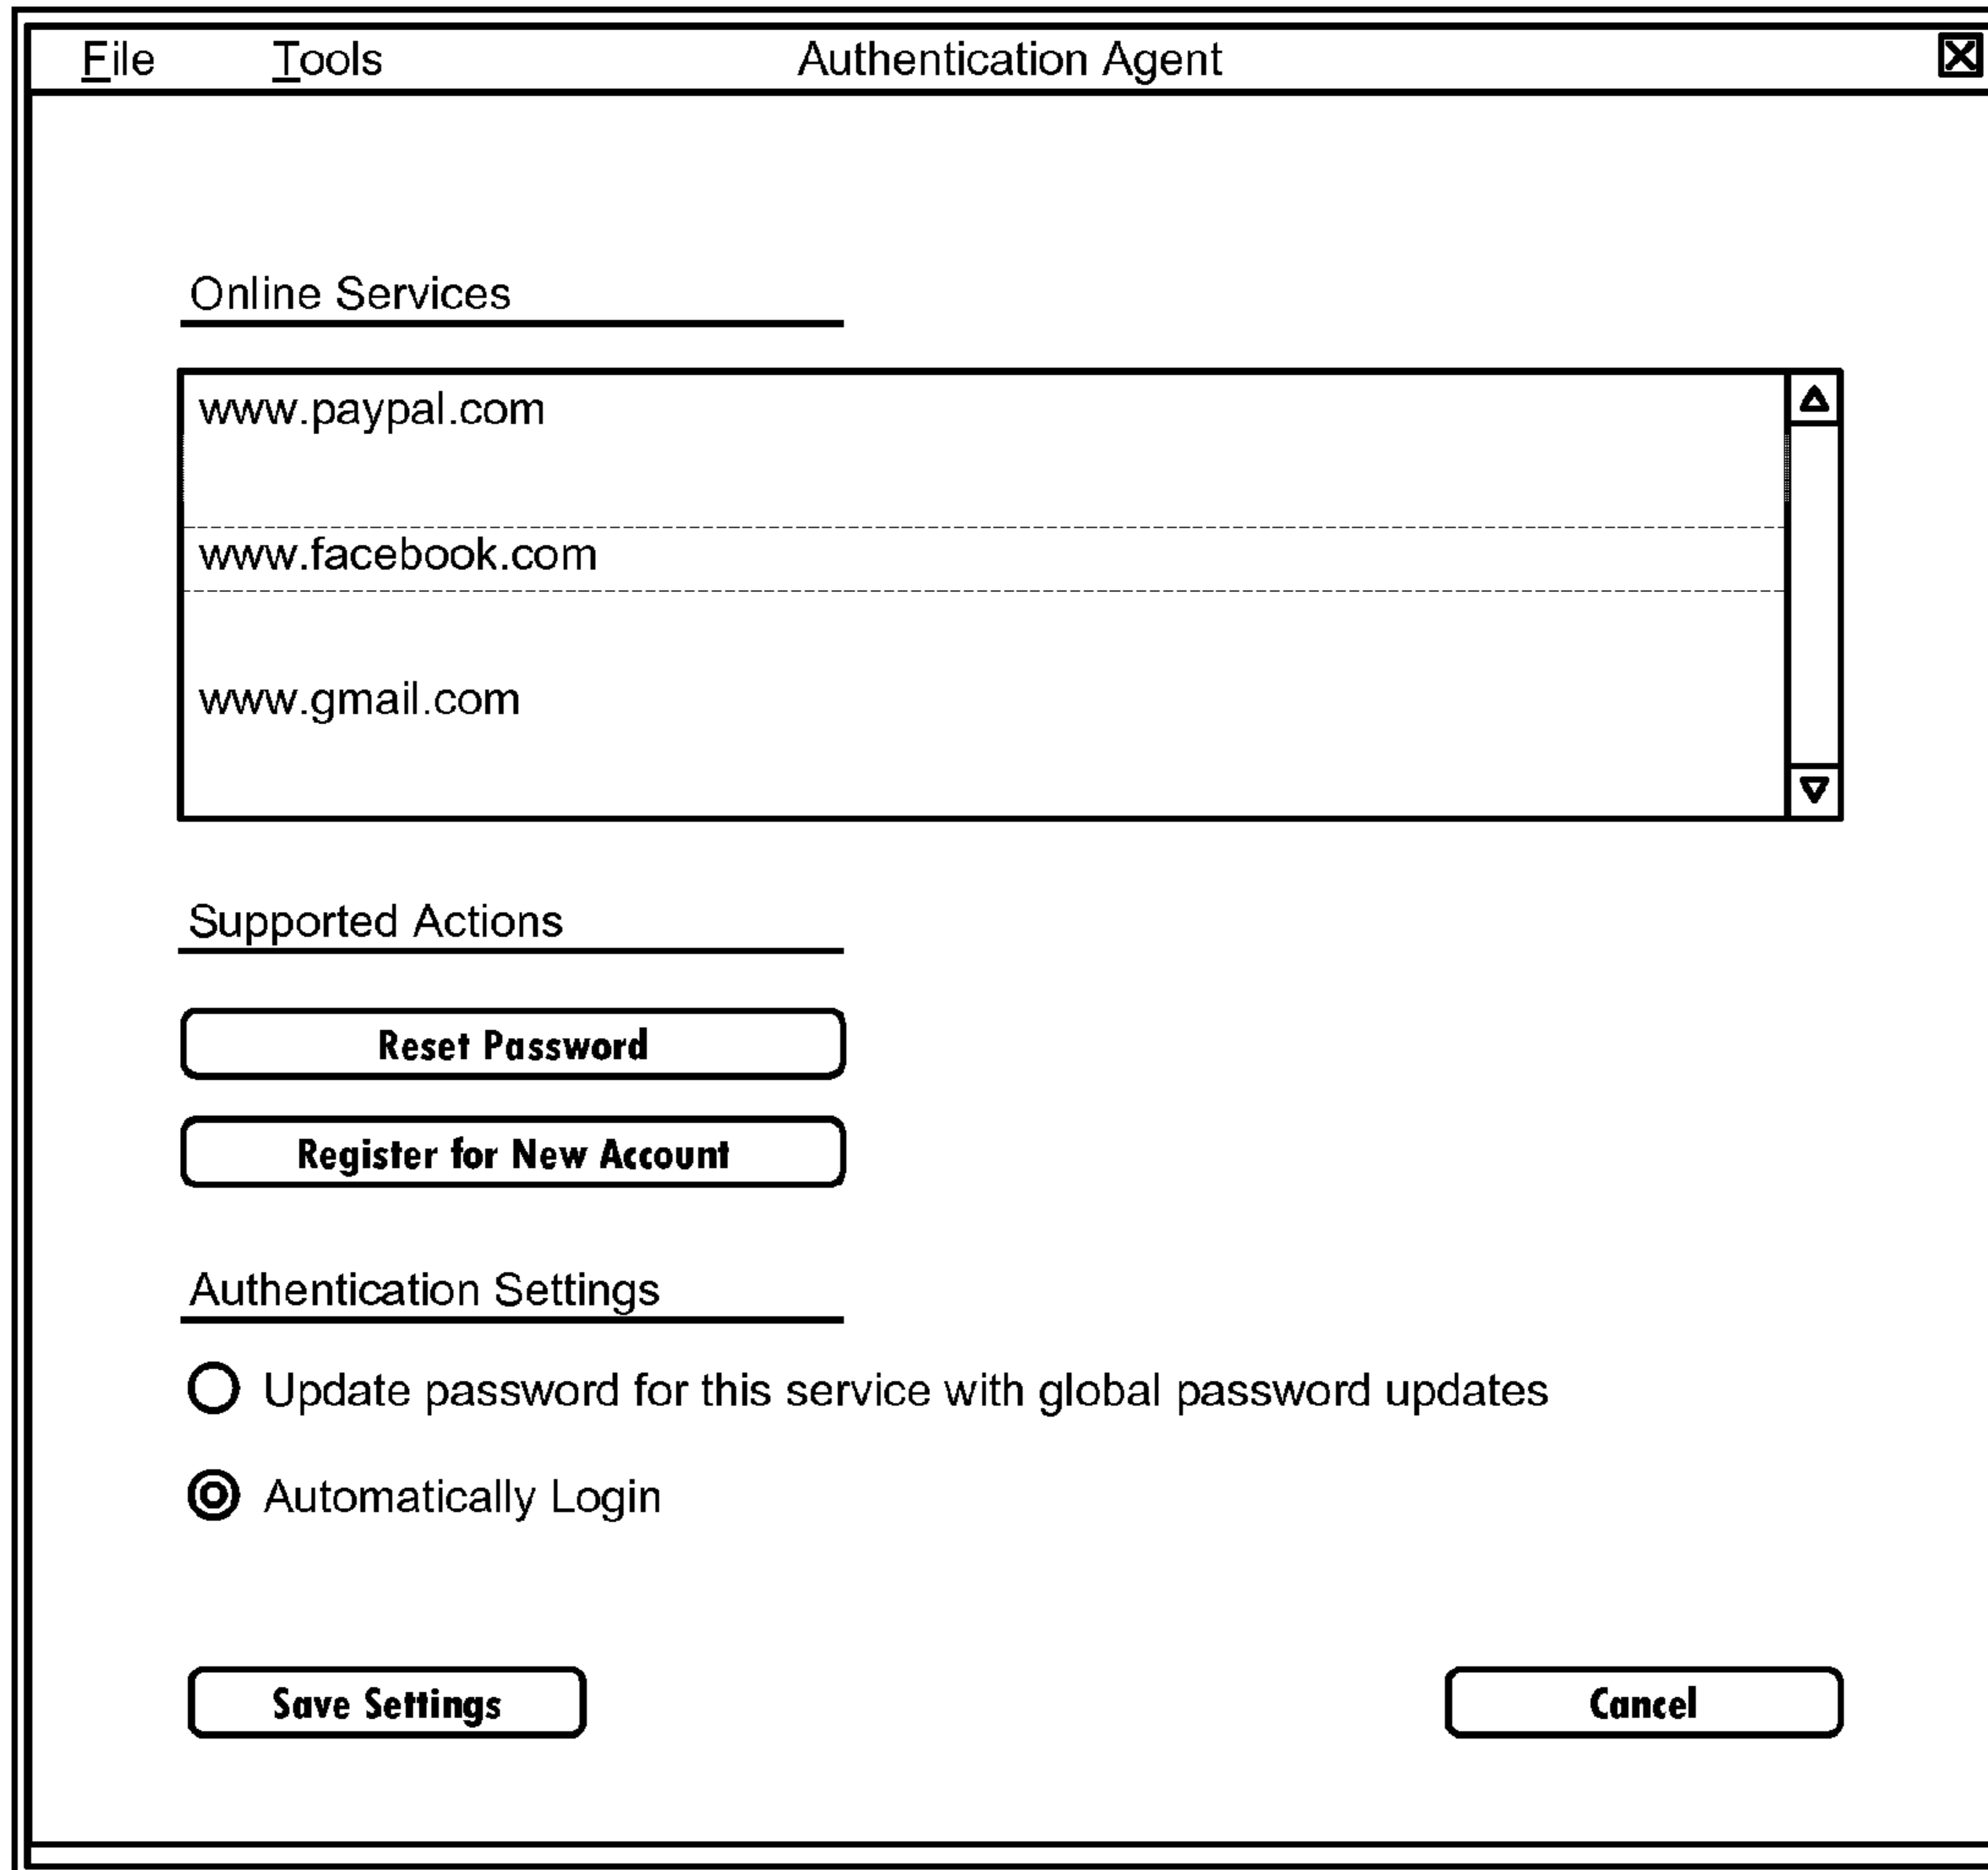 File Tools Authentication Agent
Online Services
www.paypal.com
www.facebook.com
www.gmail.com
Supported Actions
Reset Password
Register for New Account
Authentication Settings
Update password for this service with global password updates
Automatically Login
Save Settings Cancel